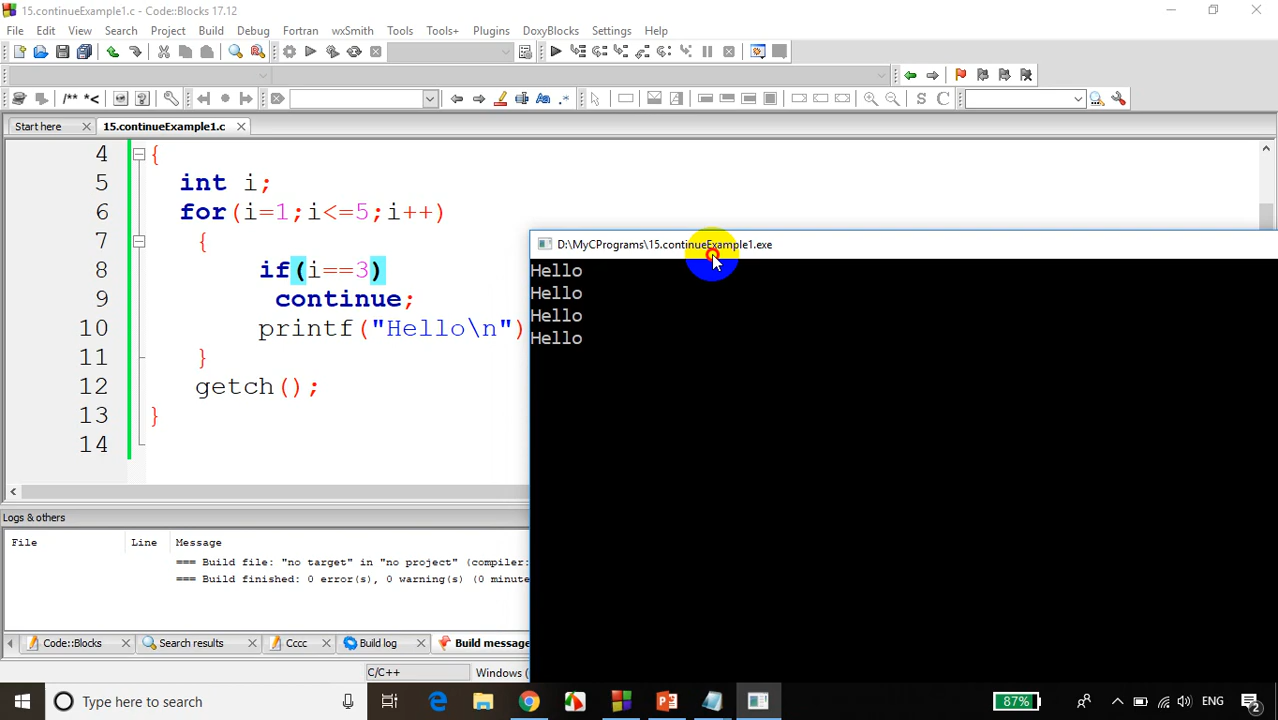 15.continueExample1.c - Code::Blocks 17.12
File Edit View Search Project Build Debug Fortran wxSmith Tools Tools+ Plugins DoxyBlocks Settings Help
/** *< S C
Start here 15.continueExample1.c
4 {
5 int i;
6 for(i=1;i<=5;i++)
7 {
8 if(i==3)
9 continue;
10 printf("Hello\n")
11 }
12 getch();
13 }
14
D:\MyCPrograms\15.continueExample1.exe
Hello
Hello
Hello
Hello
Logs & others
File Line Message
=== Build file: "no target" in "no project" (compiler:
=== Build finished: 0 error(s), 0 warning(s) (0 minute
Code::Blocks Search results Cccc Build log Build message
C/C++ Windows (
Type here to search 87% ENG 2